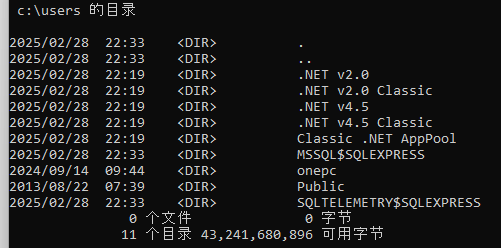 c:\users 的目录
2025/02/28  22:33    <DIR>          .
2025/02/28  22:33    <DIR>          ..
2025/02/28  22:19    <DIR>          .NET v2.0
2025/02/28  22:19    <DIR>          .NET v2.0 Classic
2025/02/28  22:19    <DIR>          .NET v4.5
2025/02/28  22:19    <DIR>          .NET v4.5 Classic
2025/02/28  22:19    <DIR>          Classic .NET AppPool
2025/02/28  22:33    <DIR>          MSSQL$SQLEXPRESS
2024/09/14  09:44    <DIR>          onepc
2013/08/22  07:39    <DIR>          Public
2025/02/28  22:33    <DIR>          SQLTELEMETRY$SQLEXPRESS
0 个文件              0 字节
11 个目录 43,241,680,896 可用字节